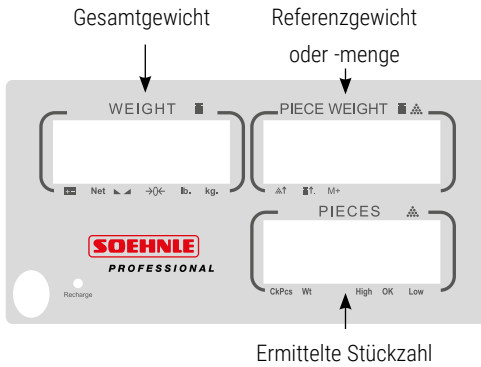 Gesamtgewicht
Referenzgewicht
oder -menge
WEIGHT
PIECE WEIGHT
Net →0← lb. kg.
M+
PIECES
SOEHNLE
PROFESSIONAL
Recharge
CkPcs Wt High OK Low
Ermittelte Stückzahl